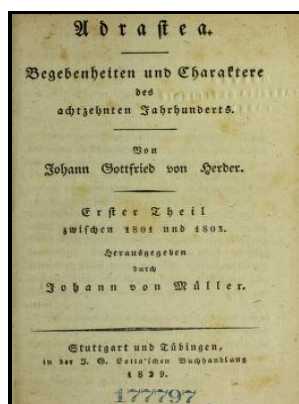 Adrastea.
Begebenheiten und Charaktere
des
achtzehnten Jahrhunderts.
Von
Johann Gottfried von Herder.
Erster Theil
zwischen 1801 und 1803.
Herausgegeben
durch
Johann von Müller.
Stuttgart und Tübingen,
in der J. G. Cotta'schen Buchhandlung
1829.
177797